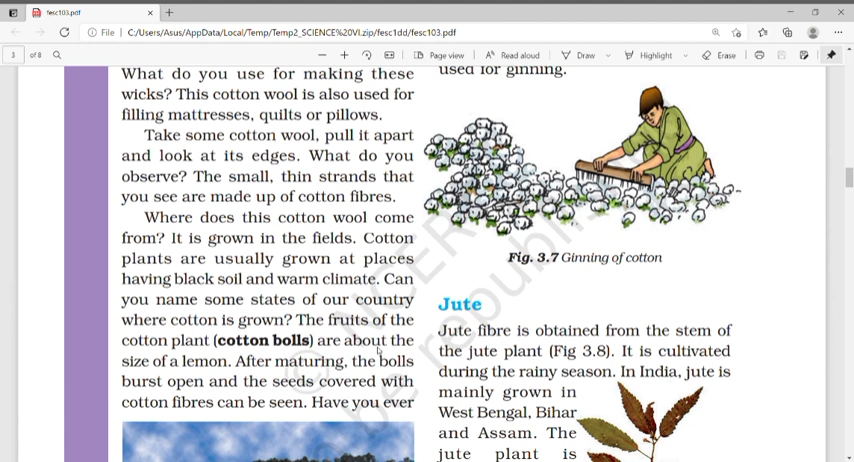 fesc103.pdf
File | C:/Users/Asus/AppData/Local/Temp/Temp2_SCIENCE%20VI.zip/fesc1dd/fesc103.pdf
3 of 8 Page view Read aloud Draw Highlight Erase
What do you use for making these
wicks? This cotton wool is also used for
filling mattresses, quilts or pillows.
Take some cotton wool, pull it apart
and look at its edges. What do you
observe? The small, thin strands that
you see are made up of cotton fibres.
Where does this cotton wool come
from? It is grown in the fields. Cotton
plants are usually grown at places
having black soil and warm climate. Can
you name some states of our country
where cotton is grown? The fruits of the
cotton plant (cotton bolls) are about the
size of a lemon. After maturing, the bolls
burst open and the seeds covered with
cotton fibres can be seen. Have you ever
used for ginning.
Fig. 3.7 Ginning of cotton
Jute
Jute fibre is obtained from the stem of
the jute plant (Fig 3.8). It is cultivated
during the rainy season. In India, jute is
mainly grown in
West Bengal, Bihar
and Assam. The
jute plant is
© NCERT
be republis